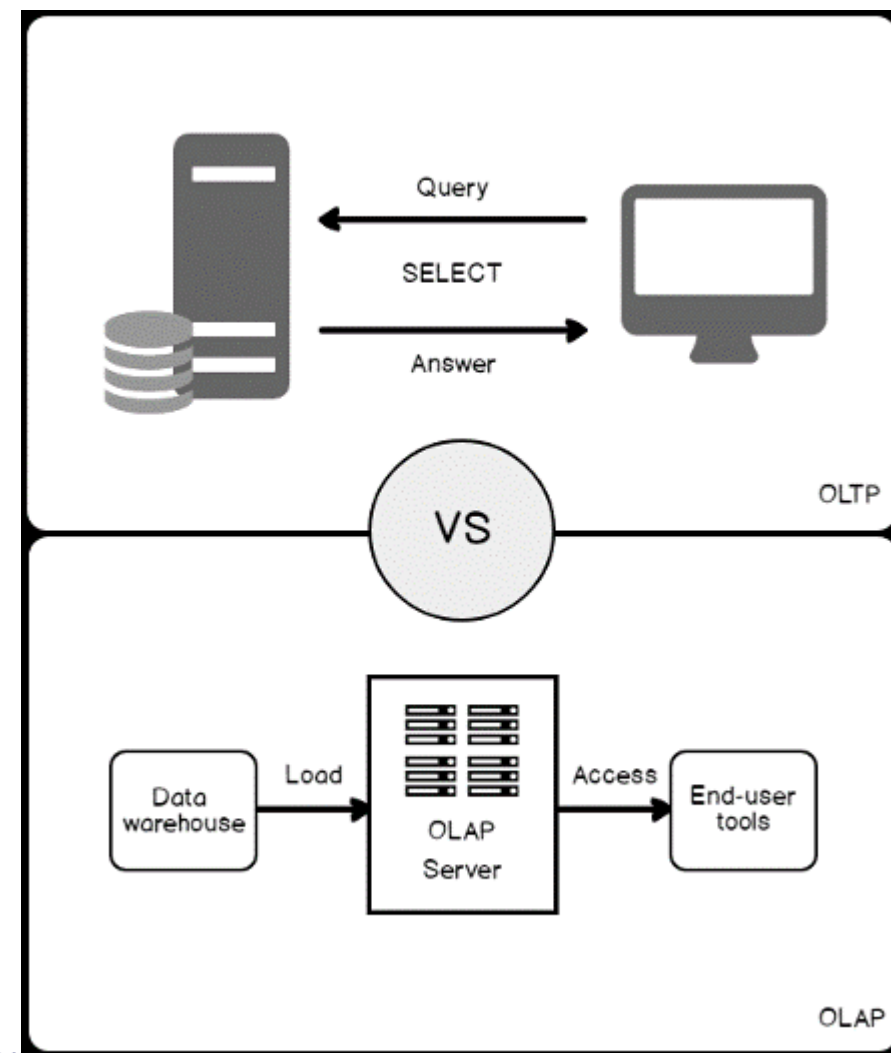 Query
SELECT
Answer
OLTP
VS
Load
Access
Data
warehouse
OLAP
Server
End-user
tools
OLAP